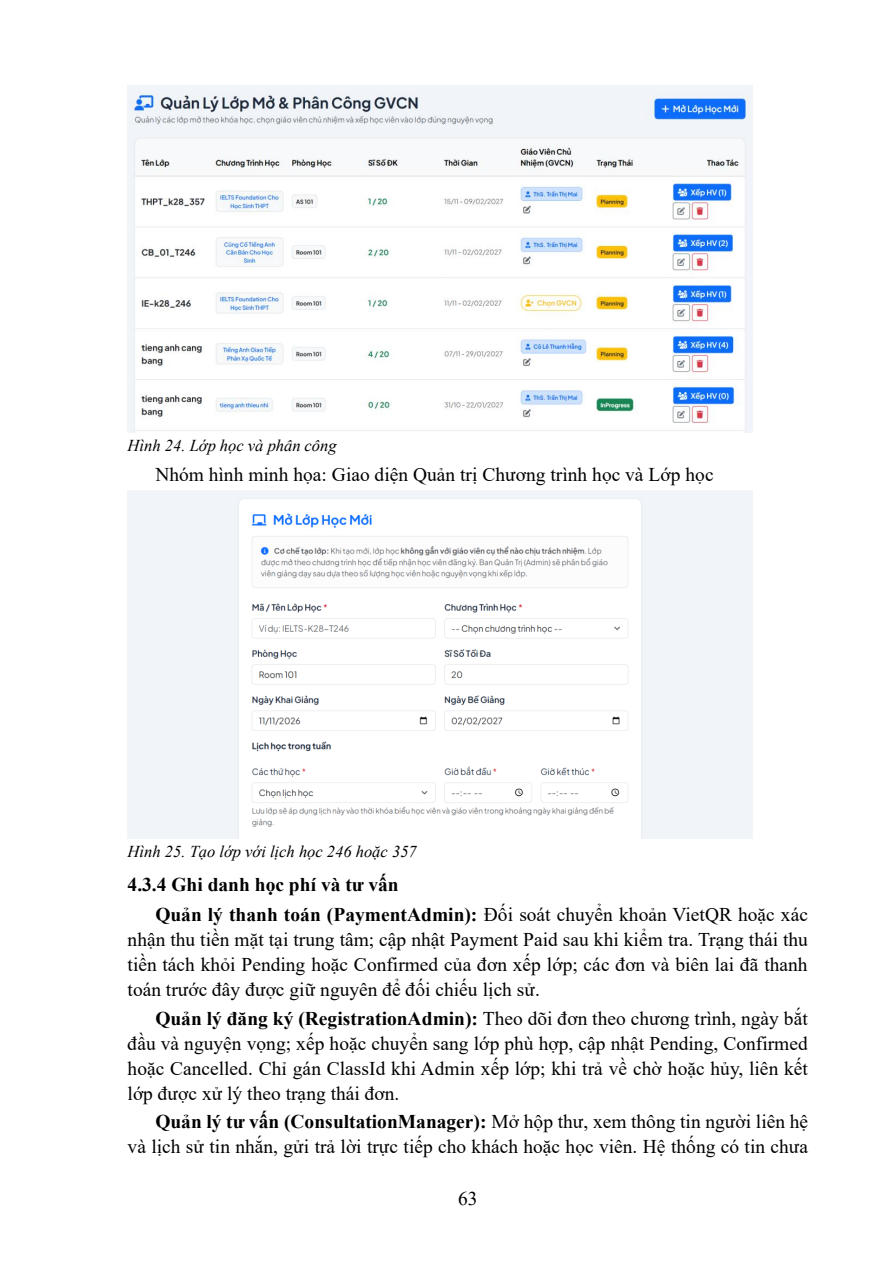 Quản Lý Lớp Mở & Phân Công GVCN
+ Mở Lớp Học Mới
Quản lý các lớp mở theo khóa học, chọn giáo viên chủ nhiệm và xếp học viên vào lớp đúng nguyện vọng
Tên Lớp Chương Trình Học Phòng Học Sĩ Số ĐK Thời Gian Giáo Viên Chủ Nhiệm (GVCN) Trạng Thái Thao Tác
THPT_k28_357 IELTS Foundation Cho Học Sinh THPT AS 101 1 / 20 15/11 - 09/02/2027 ThS. Trần Thị Mai Planning Xếp HV (1)
CB_01_T246 Củng Cố Tiếng Anh Căn Bản Cho Học Sinh Room 101 2 / 20 11/11 - 02/02/2027 ThS. Trần Thị Mai Planning Xếp HV (2)
IE-k28_246 IELTS Foundation Cho Học Sinh THPT Room 101 1 / 20 11/11 - 02/02/2027 Chọn GVCN Planning Xếp HV (1)
tieng anh cang bang Tiếng Anh Giao Tiếp Phản Xạ Quốc Tế Room 101 4 / 20 07/11 - 29/01/2027 Cô Lê Thanh Hằng Planning Xếp HV (4)
tieng anh cang bang tieng anh thieu nhi Room 101 0 / 20 31/10 - 22/01/2027 ThS. Trần Thị Mai InProgress Xếp HV (0)
Hình 24. Lớp học và phân công
Nhóm hình minh họa: Giao diện Quản trị Chương trình học và Lớp học
Mở Lớp Học Mới
Cơ chế tạo lớp: Khi tạo mới, lớp học không gắn với giáo viên cụ thể nào chịu trách nhiệm. Lớp
được mở theo chương trình học để tiếp nhận học viên đăng ký. Ban Quản Trị (Admin) sẽ phân bổ giáo
viên giảng dạy sau dựa theo số lượng học viên hoặc nguyện vọng khi xếp lớp.
Mã / Tên Lớp Học * Chương Trình Học *
Ví dụ: IELTS-K28-T246 -- Chọn chương trình học --
Phòng Học Sĩ Số Tối Đa
Room 101 20
Ngày Khai Giảng Ngày Bế Giảng
11/11/2026 02/02/2027
Lịch học trong tuần
Các thứ học * Giờ bắt đầu * Giờ kết thúc *
Chọn lịch học --:-- -- --:-- --
Lưu lớp sẽ áp dụng lịch này vào thời khóa biểu học viên và giáo viên trong khoảng ngày khai giảng đến bế
giảng.
Hình 25. Tạo lớp với lịch học 246 hoặc 357
4.3.4 Ghi danh học phí và tư vấn
Quản lý thanh toán (PaymentAdmin): Đối soát chuyển khoản VietQR hoặc xác
nhận thu tiền mặt tại trung tâm; cập nhật Payment Paid sau khi kiểm tra. Trạng thái thu
tiền tách khỏi Pending hoặc Confirmed của đơn xếp lớp; các đơn và biên lai đã thanh
toán trước đây được giữ nguyên để đối chiếu lịch sử.
Quản lý đăng ký (RegistrationAdmin): Theo dõi đơn theo chương trình, ngày bắt
đầu và nguyện vọng; xếp hoặc chuyển sang lớp phù hợp, cập nhật Pending, Confirmed
hoặc Cancelled. Chỉ gán ClassId khi Admin xếp lớp; khi trả về chờ hoặc hủy, liên kết
lớp được xử lý theo trạng thái đơn.
Quản lý tư vấn (ConsultationManager): Mở hộp thư, xem thông tin người liên hệ
và lịch sử tin nhắn, gửi trả lời trực tiếp cho khách hoặc học viên. Hệ thống có tin chưa
63